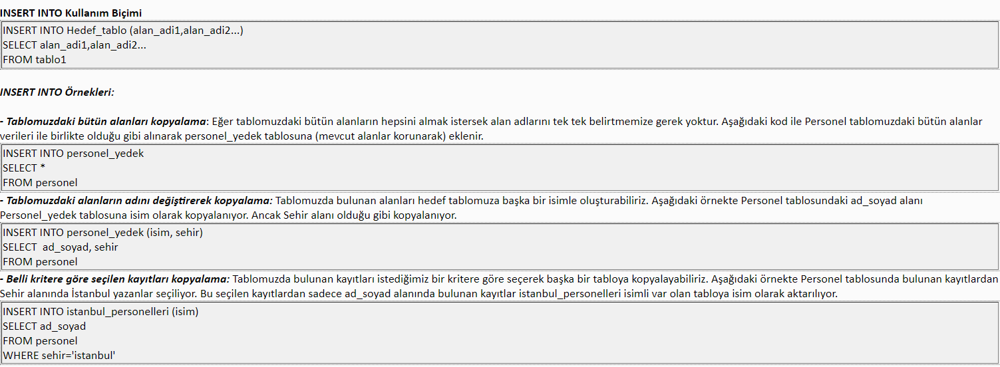 INSERT INTO Kullanım Biçimi
INSERT INTO Hedef_tablo (alan_adi1,alan_adi2...)
SELECT alan_adi1,alan_adi2...
FROM tablo1
INSERT INTO Örnekleri:
- Tablomuzdaki bütün alanları kopyalama: Eğer tablomuzdaki bütün alanların hepsini almak istersek alan adlarını tek tek belirtmemize gerek yoktur. Aşağıdaki kod ile Personel tablomuzdaki bütün alanlar
verileri ile birlikte olduğu gibi alınarak personel_yedek tablosuna (mevcut alanlar korunarak) eklenir.
INSERT INTO personel_yedek
SELECT *
FROM personel
- Tablomuzdaki alanların adını değiştirerek kopyalama: Tablomuzda bulunan alanları hedef tablomuza başka bir isimle oluşturabiliriz. Aşağıdaki örnekte Personel tablosundaki ad_soyad alanı
Personel_yedek tablosuna isim olarak kopyalanıyor. Ancak Sehir alanı olduğu gibi kopyalanıyor.
INSERT INTO personel_yedek (isim, sehir)
SELECT  ad_soyad, sehir
FROM personel
- Belli kritere göre seçilen kayıtları kopyalama: Tablomuzda bulunan kayıtları istediğimiz bir kritere göre seçerek başka bir tabloya kopyalayabiliriz. Aşağıdaki örnekte Personel tablosunda bulunan kayıtlardan
Sehir alanında İstanbul yazanlar seçiliyor. Bu seçilen kayıtlardan sadece ad_soyad alanında bulunan kayıtlar istanbul_personelleri isimli var olan tabloya isim olarak aktarılıyor.
INSERT INTO istanbul_personelleri (isim)
SELECT ad_soyad
FROM personel
WHERE sehir='istanbul'